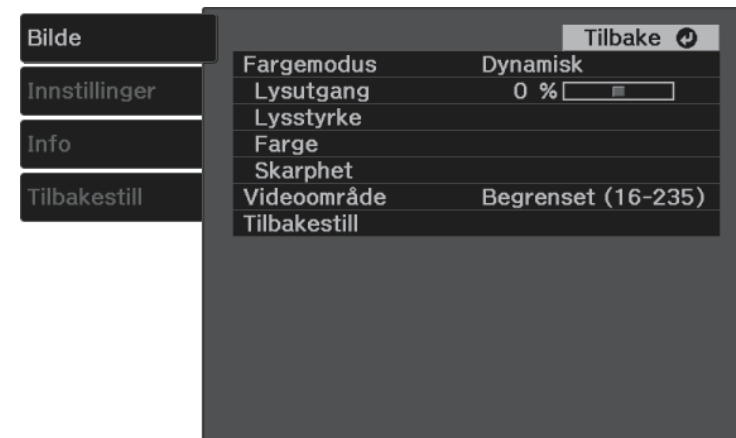 Bilde
Innstillinger
Info
Tilbakestill
Tilbake
Fargemodus Dynamisk
Lysutgang 0 %
Lysstyrke
Farge
Skarphet
Videoområde Begrenset (16-235)
Tilbakestill